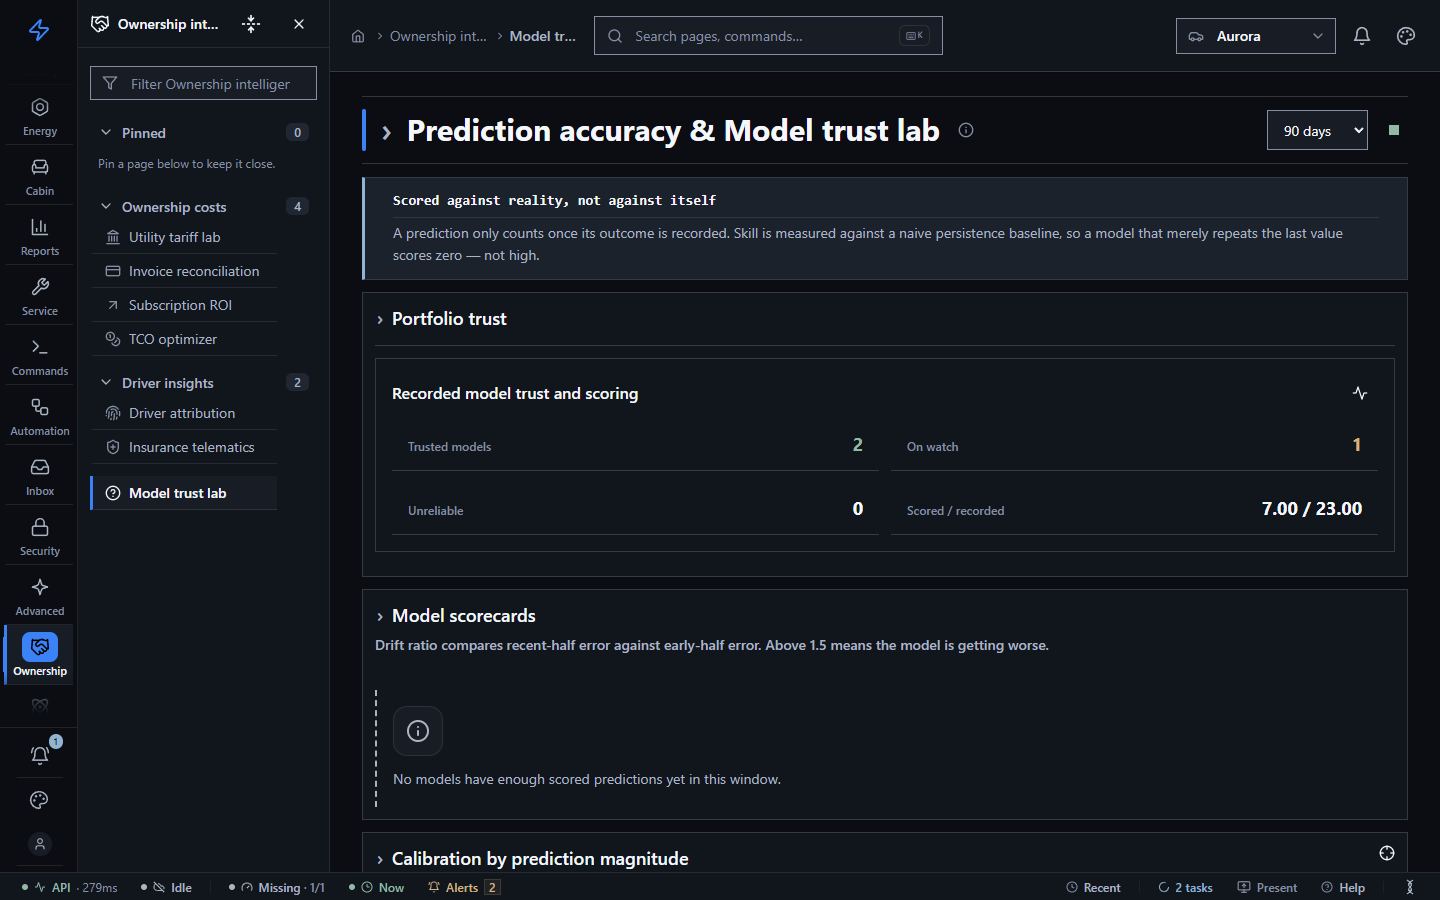 Ownership int...
Ownership int...
Model tr...
Search pages, commands...
K
Aurora
Filter Ownership intelliger
Pinned
0
Pin a page below to keep it close.
Ownership costs
4
Utility tariff lab
Invoice reconciliation
Subscription ROI
TCO optimizer
Driver insights
2
Driver attribution
Insurance telematics
Model trust lab
Energy
Cabin
Reports
Service
Commands
Automation
Inbox
Security
Advanced
Ownership
1
Prediction accuracy & Model trust lab
90 days
Scored against reality, not against itself
A prediction only counts once its outcome is recorded. Skill is measured against a naive persistence baseline, so a model that merely repeats the last value
scores zero — not high.
Portfolio trust
Recorded model trust and scoring
Trusted models
2
On watch
1
Unreliable
0
Scored / recorded
7.00 / 23.00
Model scorecards
Drift ratio compares recent-half error against early-half error. Above 1.5 means the model is getting worse.
No models have enough scored predictions yet in this window.
Calibration by prediction magnitude
API · 279ms
Idle
Missing · 1/1
Now
Alerts 2
Recent
2 tasks
Present
Help